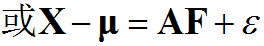 或X − μ = AF + ε